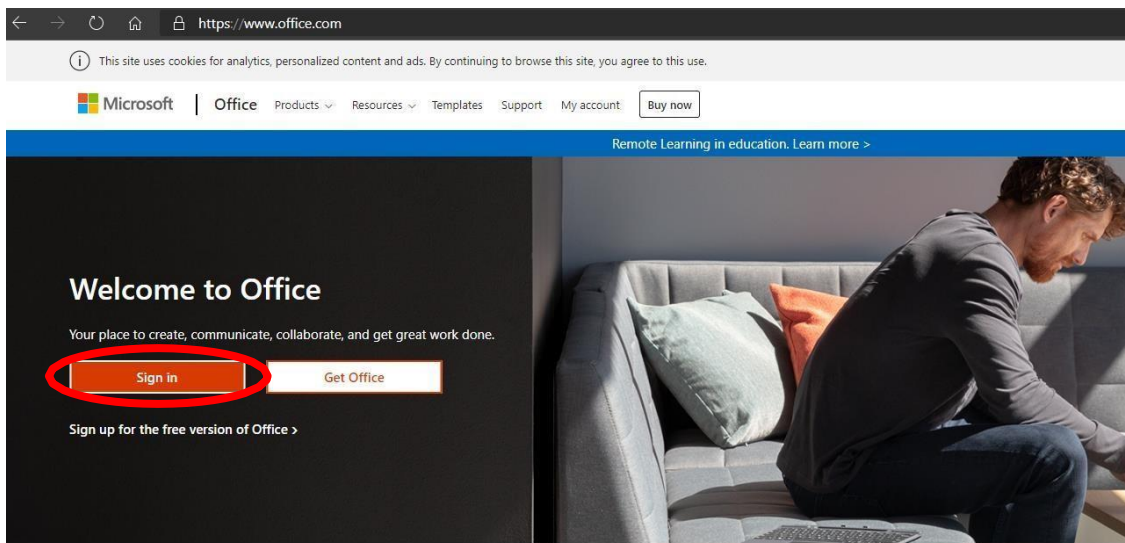 https://www.office.com
This site uses cookies for analytics, personalized content and ads. By continuing to browse this site, you agree to this use.
Microsoft | Office Products Resources Templates Support My account Buy now
Remote Learning in education. Learn more >
Welcome to Office
Your place to create, communicate, collaborate, and get great work done.
Sign in Get Office
Sign up for the free version of Office >